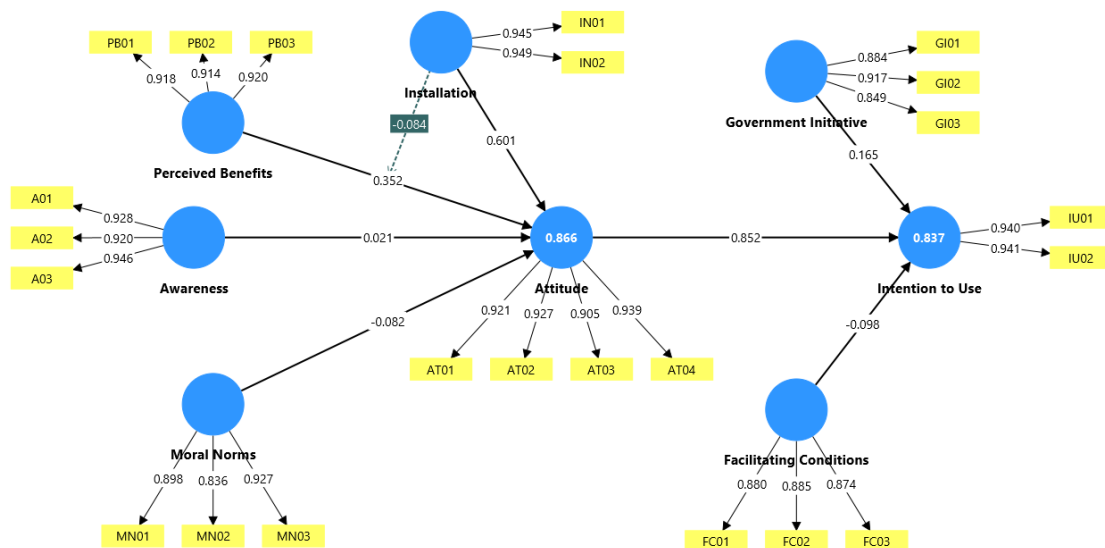 PB01
PB02
PB03
0.918
0.914
0.920
Perceived Benefits
IN01
IN02
0.945
0.949
Installation
-0.084
0.601
0.352
GI01
GI02
GI03
0.884
0.917
0.849
Government Initiative
0.165
A01
A02
A03
0.928
0.920
0.946
Awareness
0.021
0.866
Attitude
0.852
0.837
Intention to Use
IU01
IU02
0.940
0.941
0.921
0.927
0.905
0.939
AT01
AT02
AT03
AT04
-0.082
-0.098
Moral Norms
0.898
0.836
0.927
MN01
MN02
MN03
Facilitating Conditions
0.880
0.885
0.874
FC01
FC02
FC03